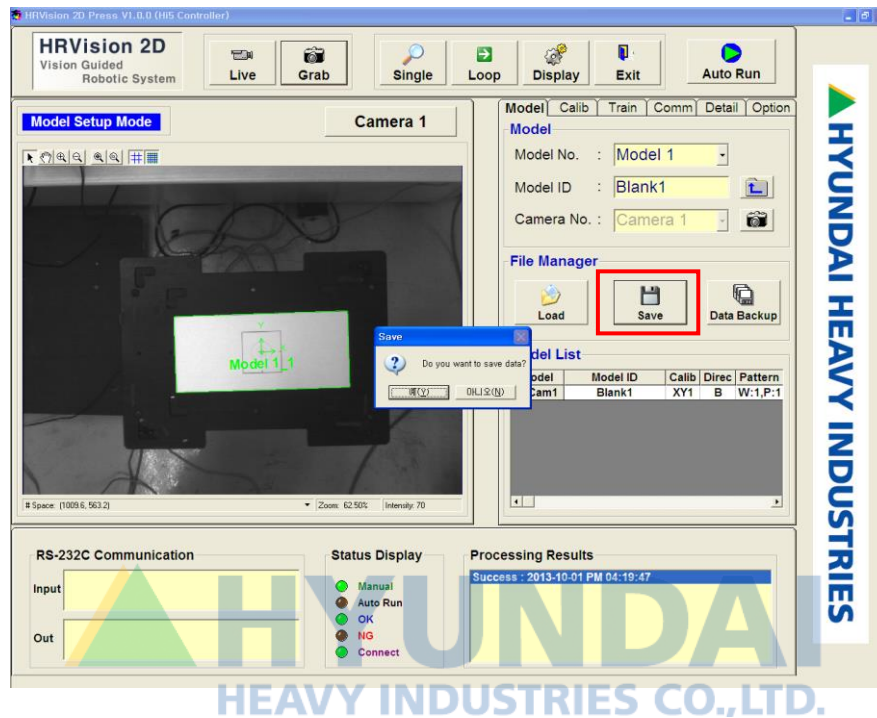 HRVision 2D Press V1.0.0 (Hi5 Controller)
HRVision 2D
Vision Guided
Robotic System
Live
Grab
Single
Loop
Display
Exit
Auto Run
Model Setup Mode
Camera 1
Model 1_1
Y
X
# Space: (1009.6, 563.2)
Zoom: 62.50%
Intensity: 70
Model
Calib
Train
Comm
Detail
Option
Model
Model No. : Model 1
Model ID : Blank1
Camera No. : Camera 1
File Manager
Load
Save
Data Backup
Save
Do you want to save data?
예(Y)
아니오(N)
Model ID Calib Direc Pattern
Cam1 Blank1 XY1 B W:1,P:1
RS-232C Communication
Input
Out
Status Display
Manual
Auto Run
OK
NG
Connect
Processing Results
Success : 2013-10-01 PM 04:19:47
HYUNDAI HEAVY INDUSTRIES
HYUNDAI
HEAVY INDUSTRIES CO.,LTD.